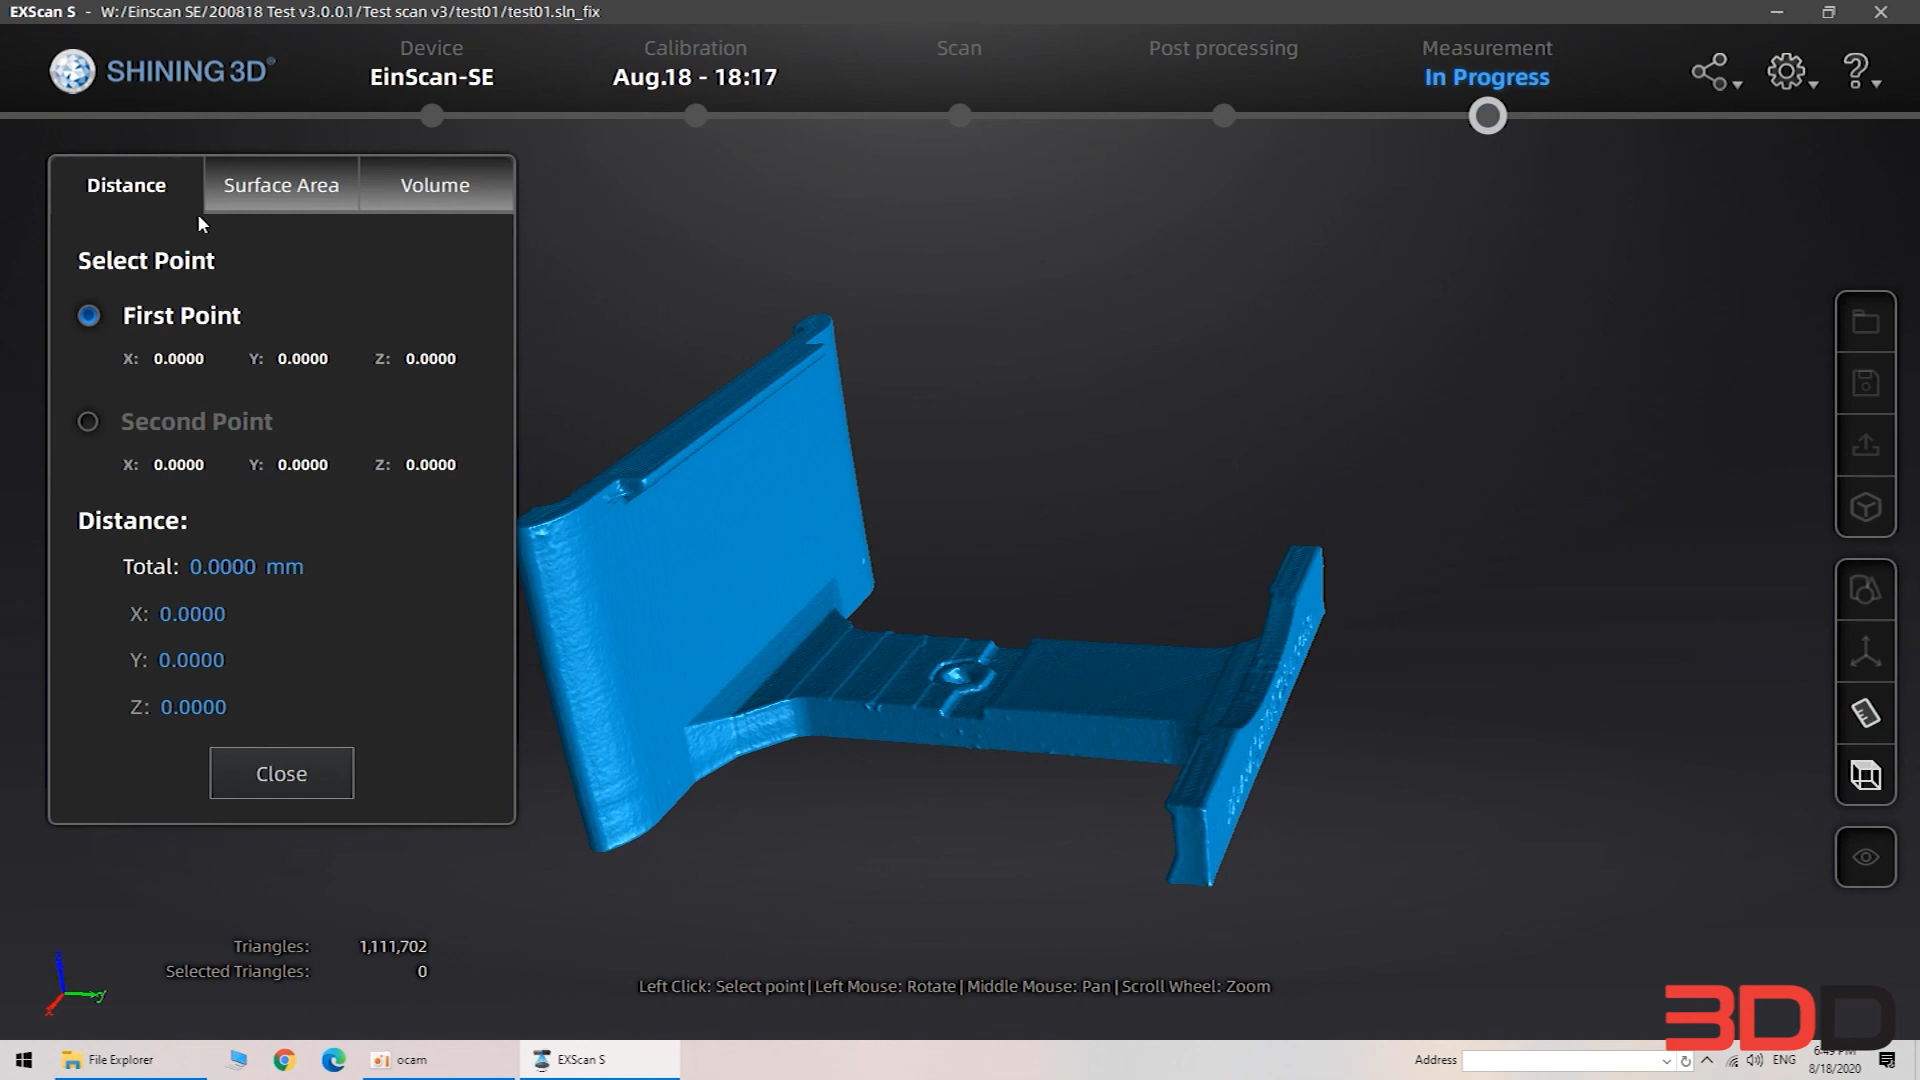 EXScan S - W:/Einscan SE/200818 Test v3.0.0.1/Test scan v3/test01/test01.sln_fix
SHINING 3D®
Device
EinScan-SE
Calibration
Aug.18 - 18:17
Scan
Post processing
Measurement
In Progress
Distance
Surface Area
Volume
Select Point
First Point
X: 0.0000 Y: 0.0000 Z: 0.0000
Second Point
X: 0.0000 Y: 0.0000 Z: 0.0000
Distance:
Total: 0.0000 mm
X: 0.0000
Y: 0.0000
Z: 0.0000
Close
Triangles: 1,111,702
Selected Triangles: 0
Left Click: Select point | Left Mouse: Rotate | Middle Mouse: Pan | Scroll Wheel: Zoom
3DD
File Explorer
ocam
EXScan S
Address
ENG
8/18/2020